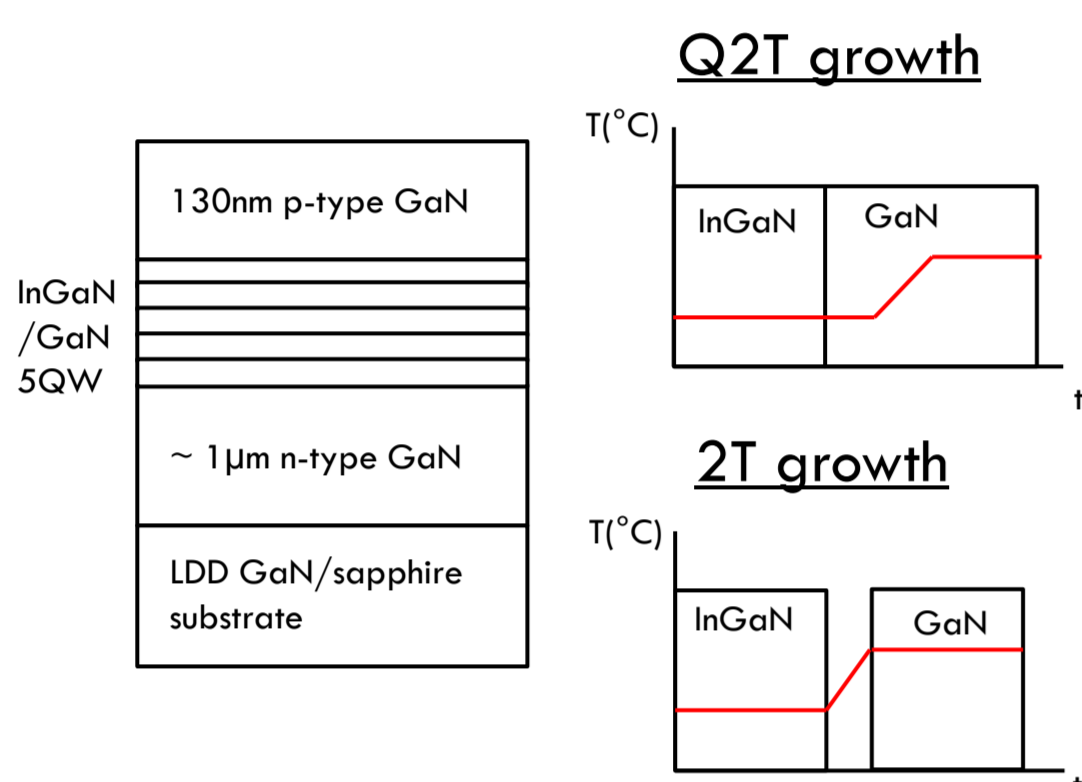 Q2T growth
T(°C)
InGaN
GaN
t
130nm p-type GaN
InGaN
/GaN
5QW
~ 1µm n-type GaN
LDD GaN/sapphire
substrate
2T growth
T(°C)
InGaN
GaN
t